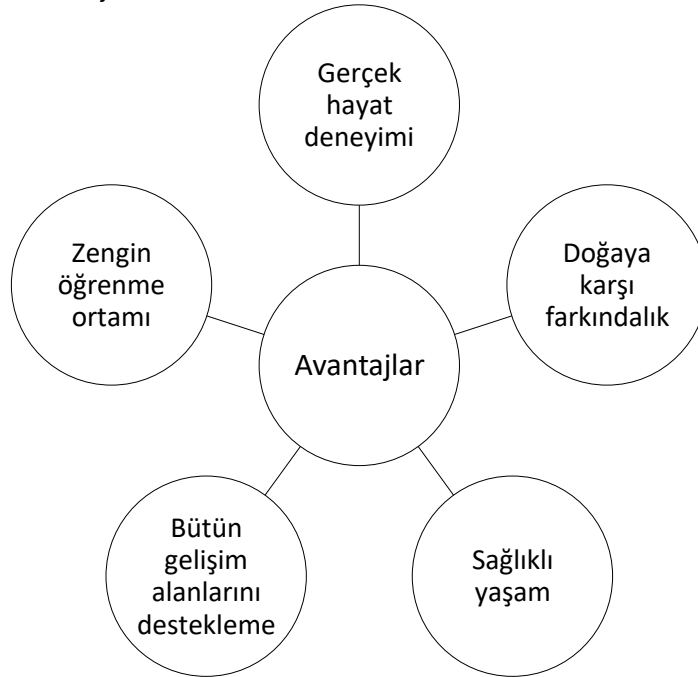 Gerçek
hayat
deneyimi
Zengin
öğrenme
ortamı
Doğaya
karşı
farkındalık
Avantajlar
Bütün
gelişim
alanlarını
destekleme
Sağlıklı
yaşam